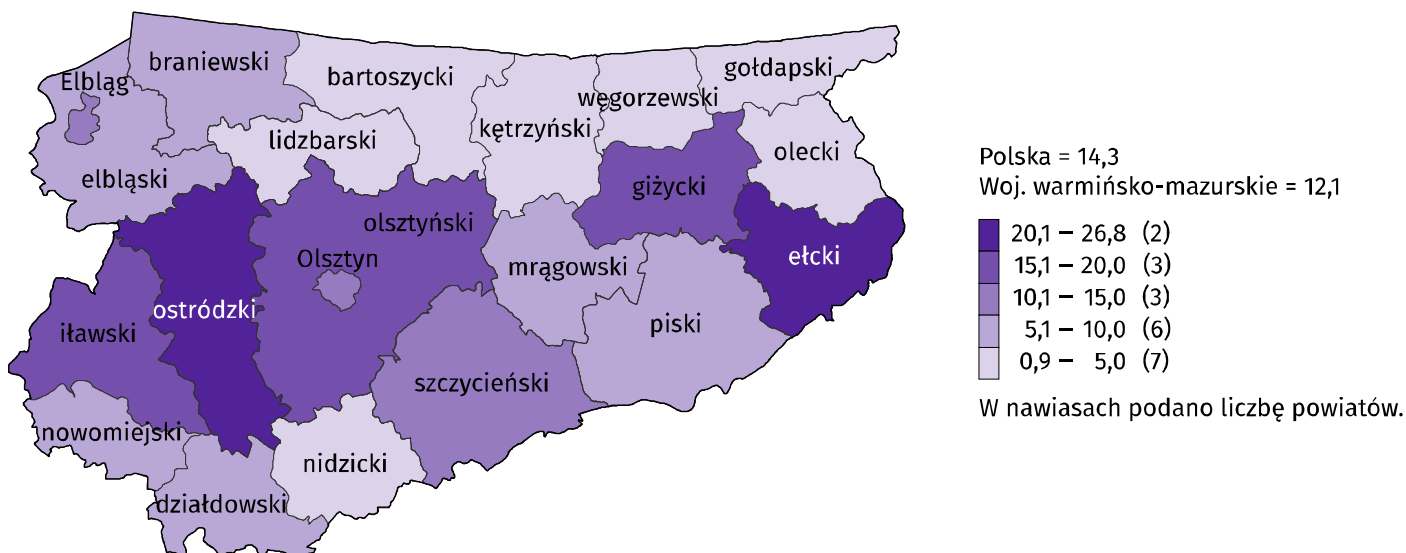 braniewski
Elbląg
bartoszycki
gołdapski
węgorzewski
kętrzyński
lidzbarski
olecki
elbląski
giżycki
olsztyński
Olsztyn
mrągowski
ełcki
ostródzki
iławski
piski
szczycieński
nowomiejski
nidzicki
działdowski
Polska = 14,3
Woj. warmińsko-mazurskie = 12,1
20,1 – 26,8 (2)
15,1 – 20,0 (3)
10,1 – 15,0 (3)
5,1 – 10,0 (6)
0,9 – 5,0 (7)
W nawiasach podano liczbę powiatów.